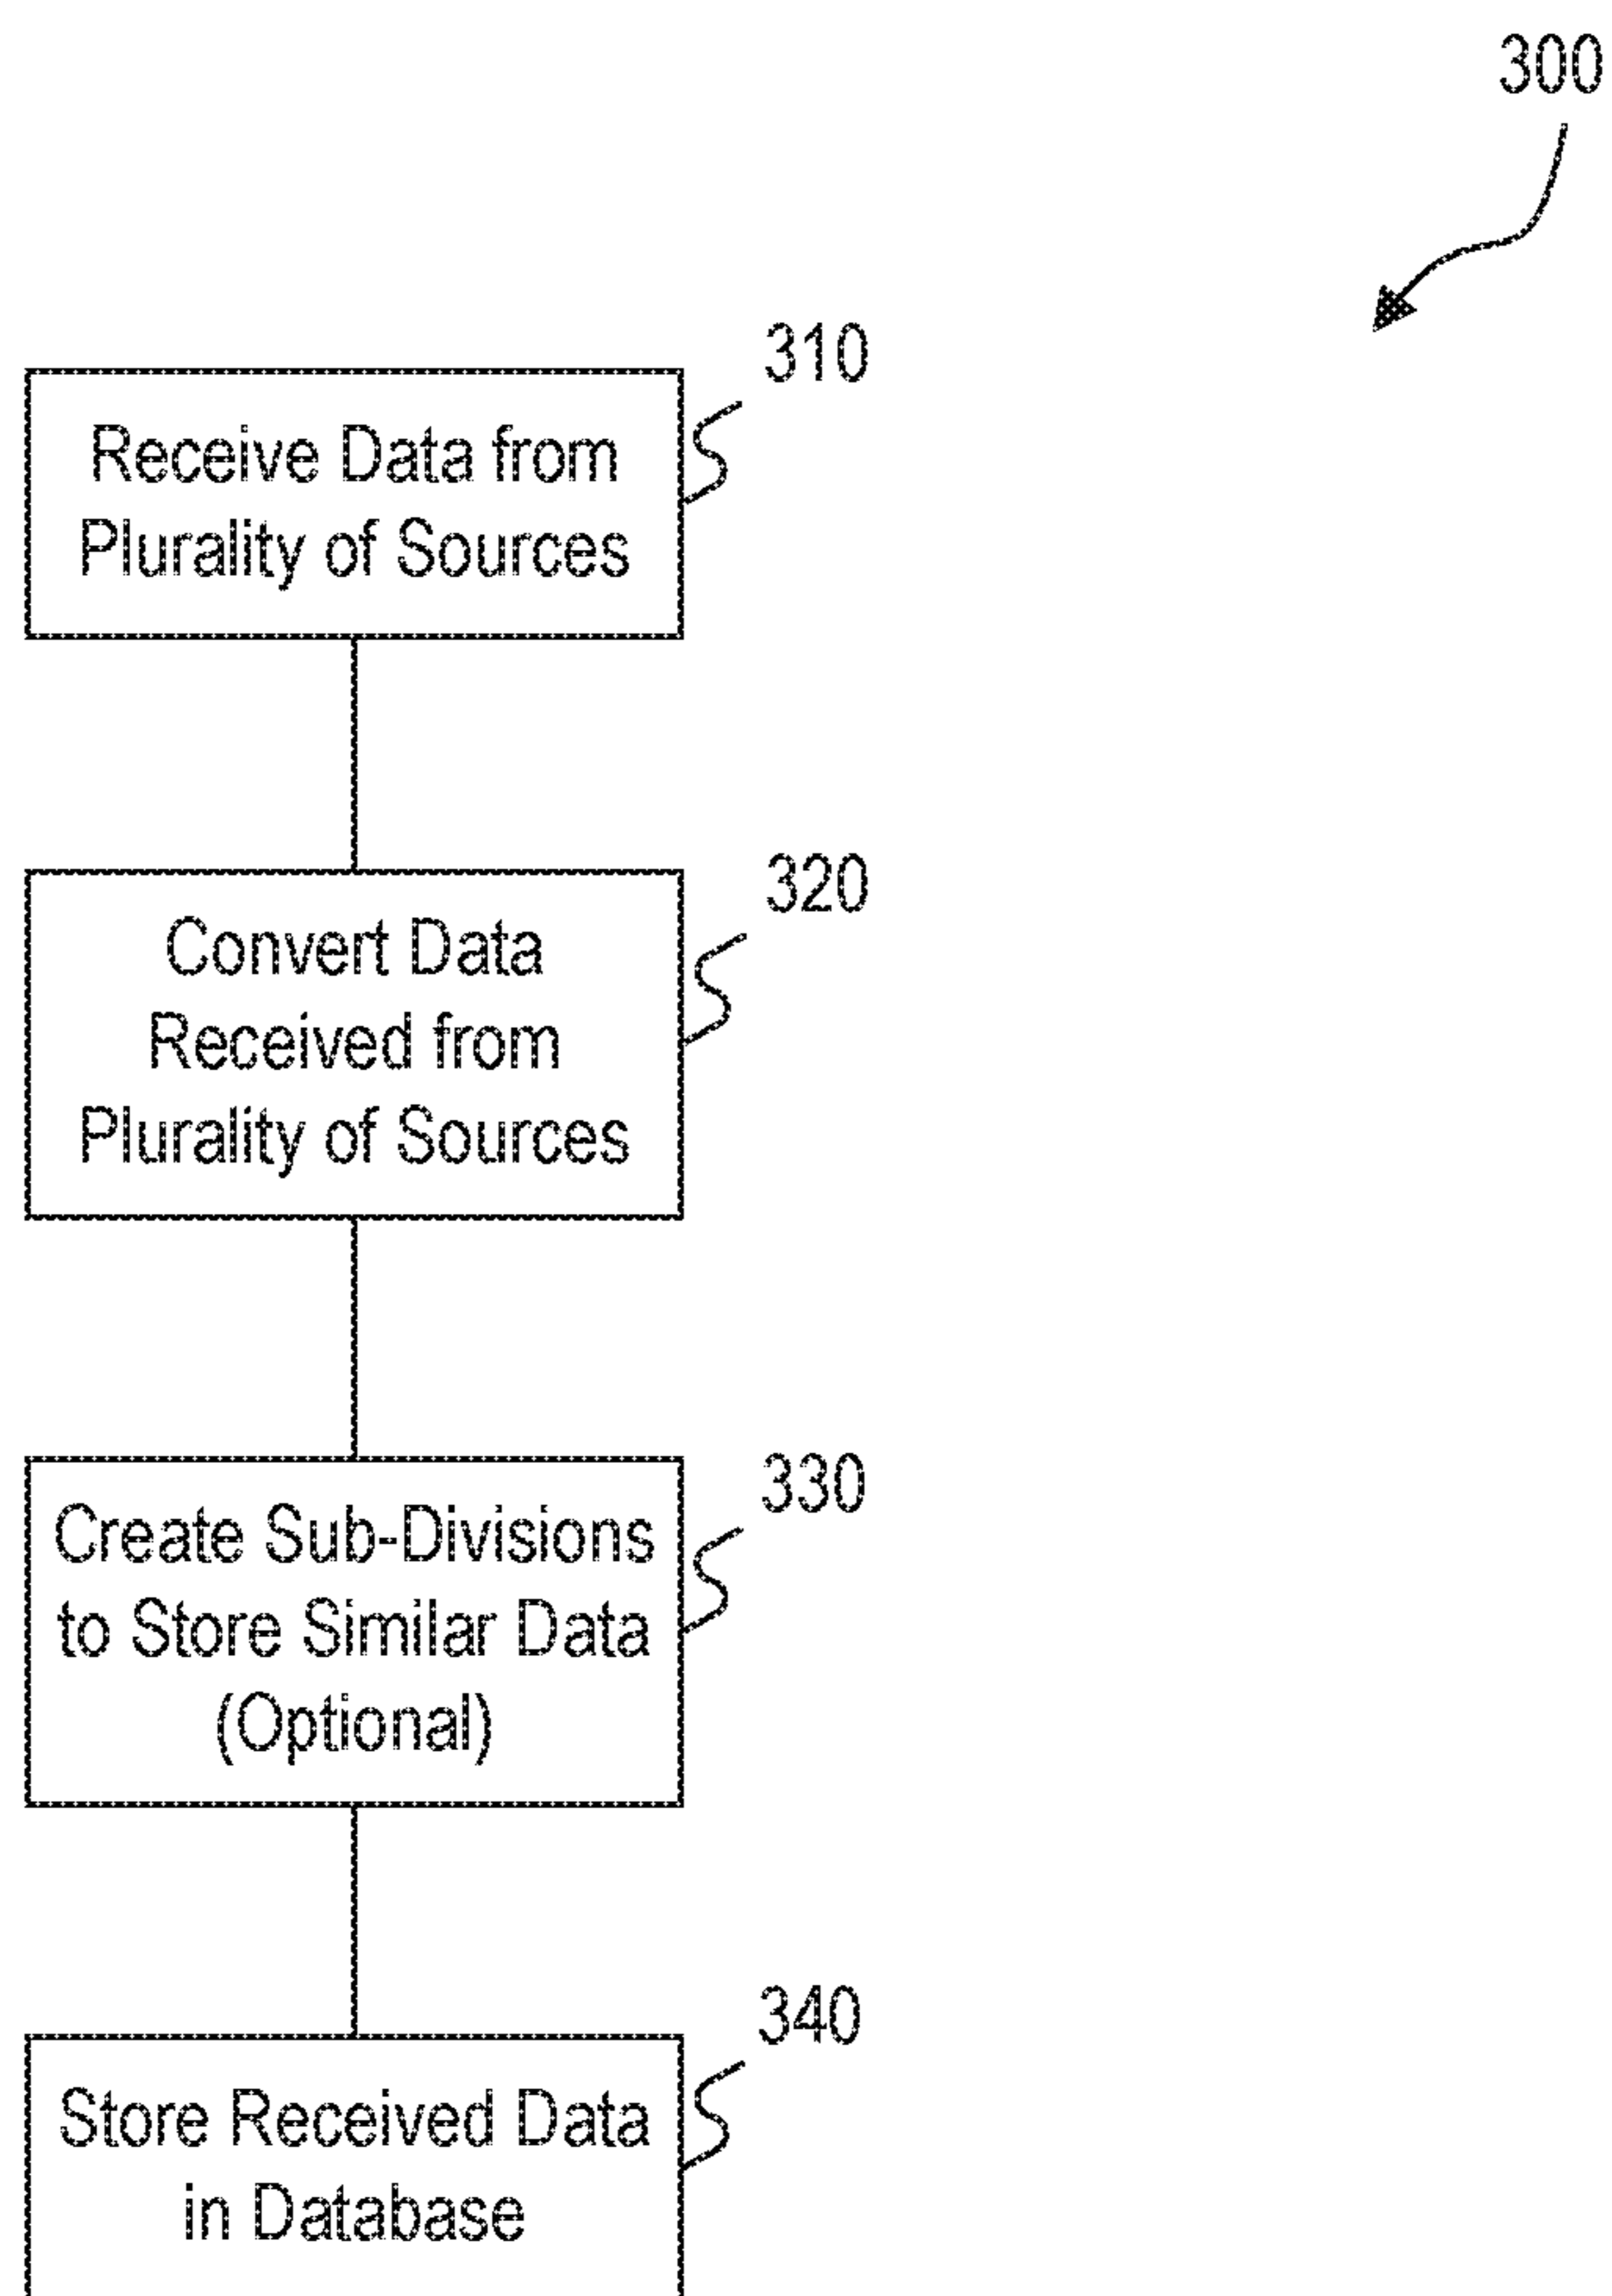 300
310
Receive Data from
Plurality of Sources
320
Convert Data
Received from
Plurality of Sources
330
Create Sub-Divisions
to Store Similar Data
(Optional)
340
Store Received Data
in Database